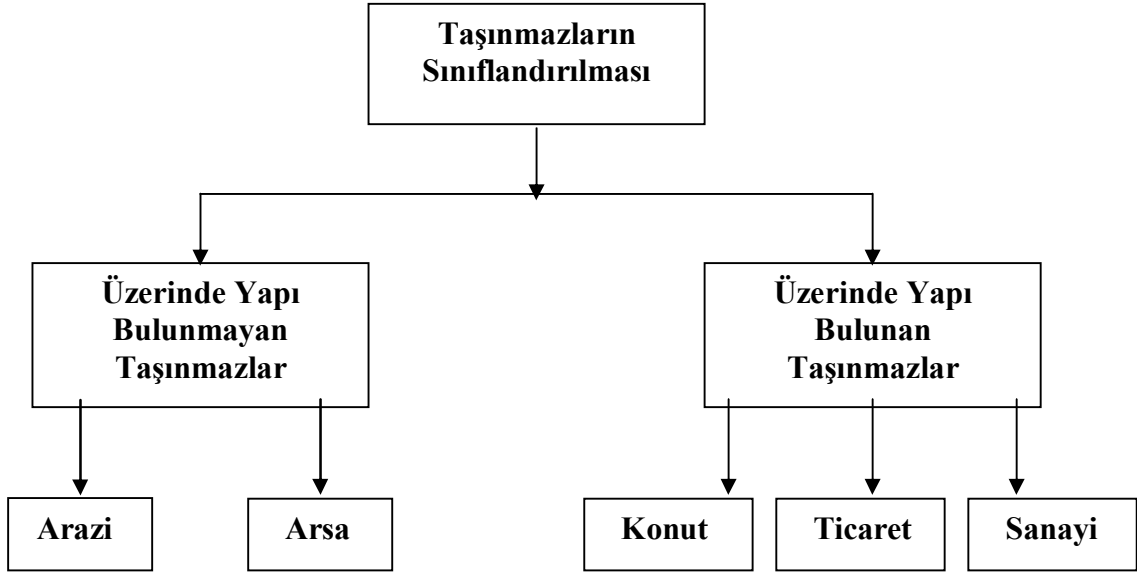 Taşınmazların
Sınıflandırılması
Üzerinde Yapı
Bulunmayan
Taşınmazlar
Üzerinde Yapı
Bulunan
Taşınmazlar
Arazi
Arsa
Konut
Ticaret
Sanayi